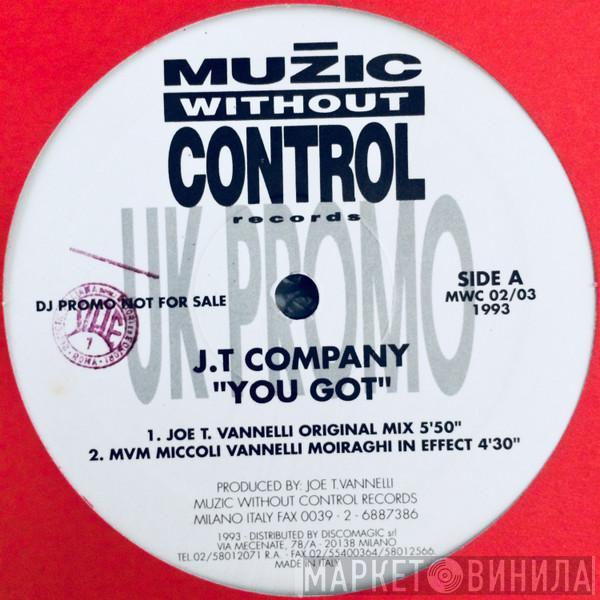 MUZIC
WITHOUT
CONTROL
records
UK PROMO
SIDE A
MWC 02/03
1993
DJ PROMO NOT FOR SALE
7
ROMA
J.T COMPANY
"YOU GOT"
1. JOE T. VANNELLI ORIGINAL MIX 5'50"
2. MVM MICCOLI VANNELLI MOIRAGHI IN EFFECT 4'30"
PRODUCED BY: JOE T.VANNELLI
MUZIC WITHOUT CONTROL RECORDS
MILANO ITALY FAX 0039 - 2 - 6887386
1993 - DISTRIBUTED BY DISCOMAGIC srl
VIA MECENATE, 78/A - 20138 MILANO
TEL.02/58012071 R.A. - FAX 02/55400364/58012566
MADE IN ITALY
МАРКЕТ ВИНИЛА